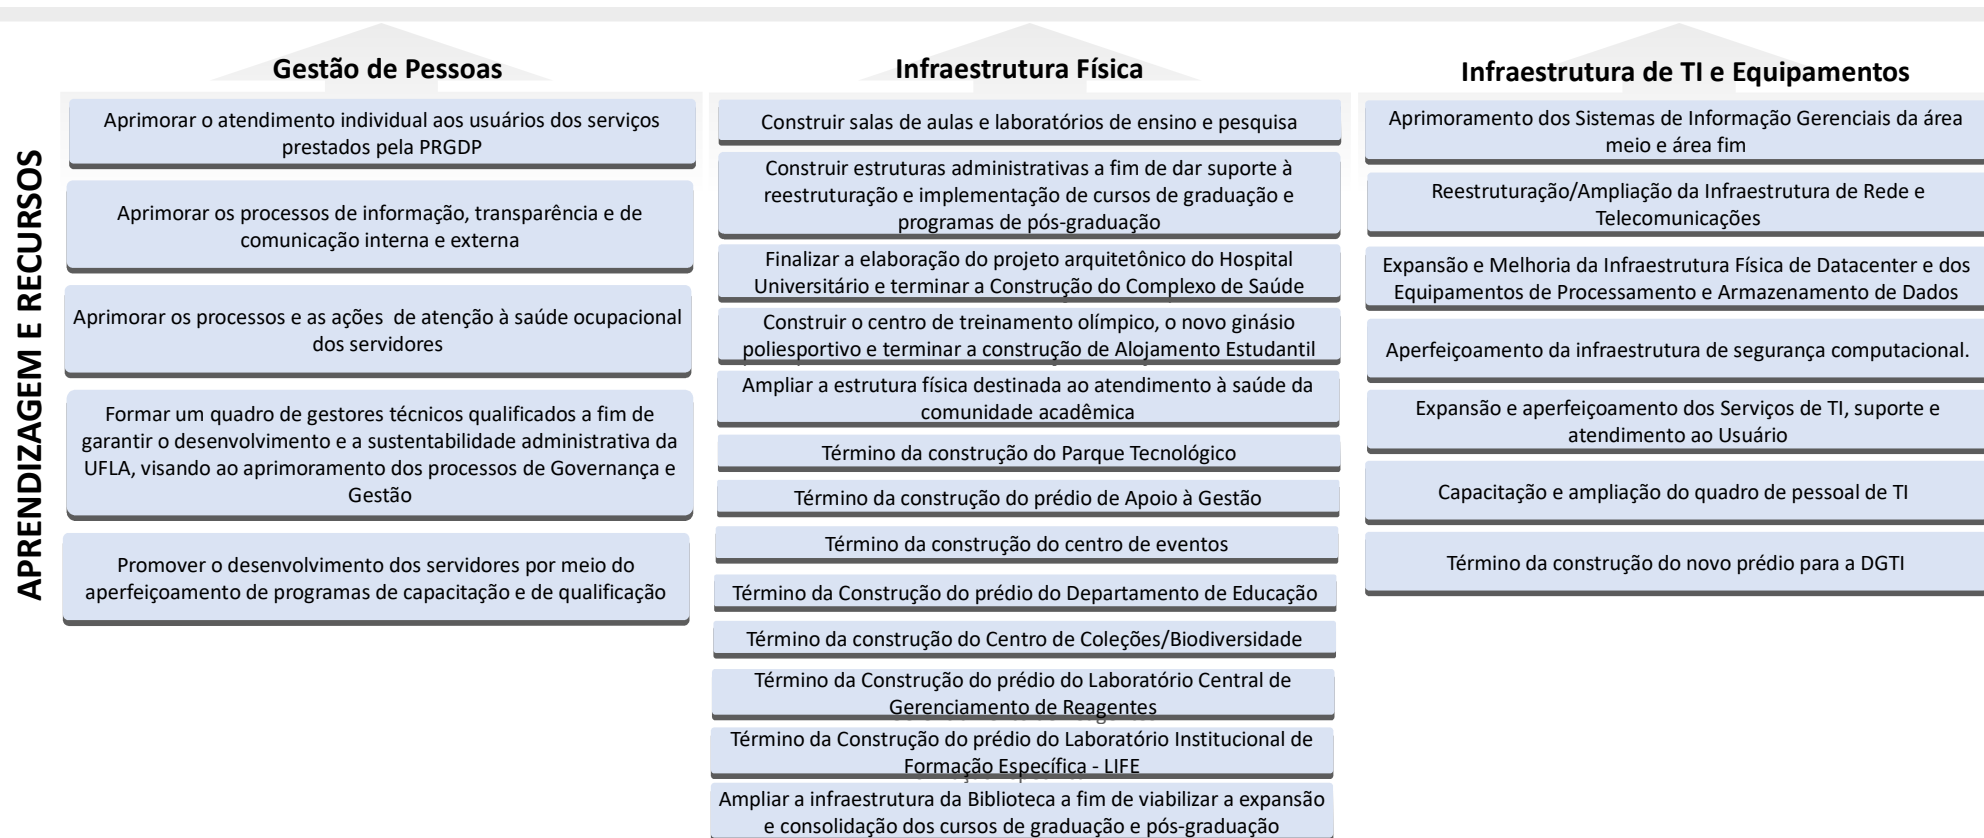 APRENDIZAGEM E RECURSOS
Gestão de Pessoas
Aprimorar o atendimento individual aos usuários dos serviços
prestados pela PRGDP
Aprimorar os processos de informação, transparência e de
comunicação interna e externa
Aprimorar os processos e as ações de atenção à saúde ocupacional
dos servidores
Formar um quadro de gestores técnicos qualificados a fim de
garantir o desenvolvimento e a sustentabilidade administrativa da
UFLA, visando ao aprimoramento dos processos de Governança e
Gestão
Promover o desenvolvimento dos servidores por meio do
aperfeiçoamento de programas de capacitação e de qualificação
Infraestrutura Física
Construir salas de aulas e laboratórios de ensino e pesquisa
Construir estruturas administrativas a fim de dar suporte à
reestruturação e implementação de cursos de graduação e
programas de pós-graduação
Finalizar a elaboração do projeto arquitetônico do Hospital
Universitário e terminar a Construção do Complexo de Saúde
Construir o centro de treinamento olímpico, o novo ginásio
poliesportivo e terminar a construção de Alojamento Estudantil
Ampliar a estrutura física destinada ao atendimento à saúde da
comunidade acadêmica
Término da construção do Parque Tecnológico
Término da construção do prédio de Apoio à Gestão
Término da construção do centro de eventos
Término da Construção do prédio do Departamento de Educação
Término da construção do Centro de Coleções/Biodiversidade
Término da Construção do prédio do Laboratório Central de
Gerenciamento de Reagentes
Término da Construção do prédio do Laboratório Institucional de
Formação Específica - LIFE
Ampliar a infraestrutura da Biblioteca a fim de viabilizar a expansão
e consolidação dos cursos de graduação e pós-graduação
Infraestrutura de TI e Equipamentos
Aprimoramento dos Sistemas de Informação Gerenciais da área
meio e área fim
Reestruturação/Ampliação da Infraestrutura de Rede e
Telecomunicações
Expansão e Melhoria da Infraestrutura Física de Datacenter e dos
Equipamentos de Processamento e Armazenamento de Dados
Aperfeiçoamento da infraestrutura de segurança computacional.
Expansão e aperfeiçoamento dos Serviços de TI, suporte e
atendimento ao Usuário
Capacitação e ampliação do quadro de pessoal de TI
Término da construção do novo prédio para a DGTI